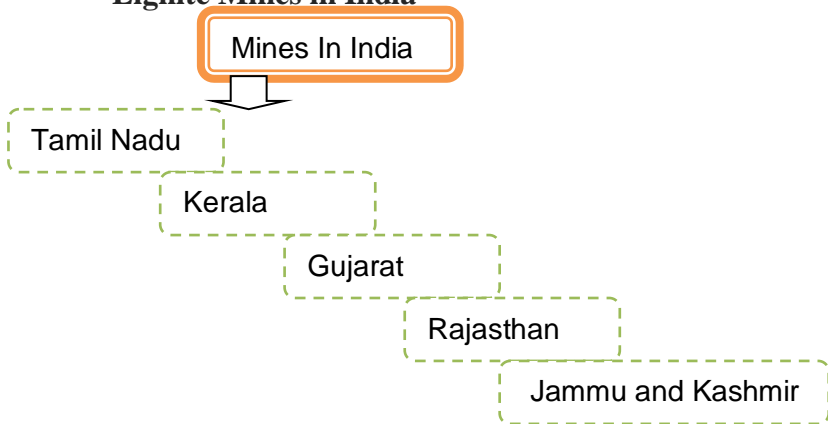 Lignite Mines in India
Mines In India
Tamil Nadu
Kerala
Gujarat
Rajasthan
Jammu and Kashmir